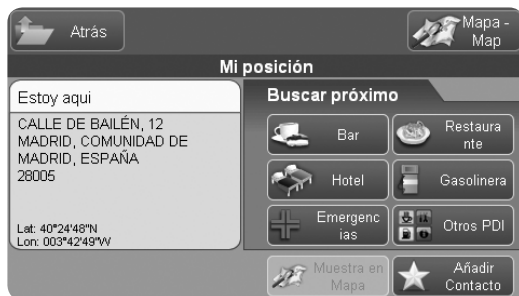 Atrás
Mapa -
Map
Mi posición
Estoy aqui
CALLE DE BAILÉN, 12
MADRID, COMUNIDAD DE
MADRID, ESPAÑA
28005
Lat: 40°24'48"N
Lon: 003°42'49"W
Buscar próximo
Bar
Restaura
nte
Hotel
Gasolinera
Emergenc
ias
Otros PDI
Muestra en
Mapa
Añadir
Contacto